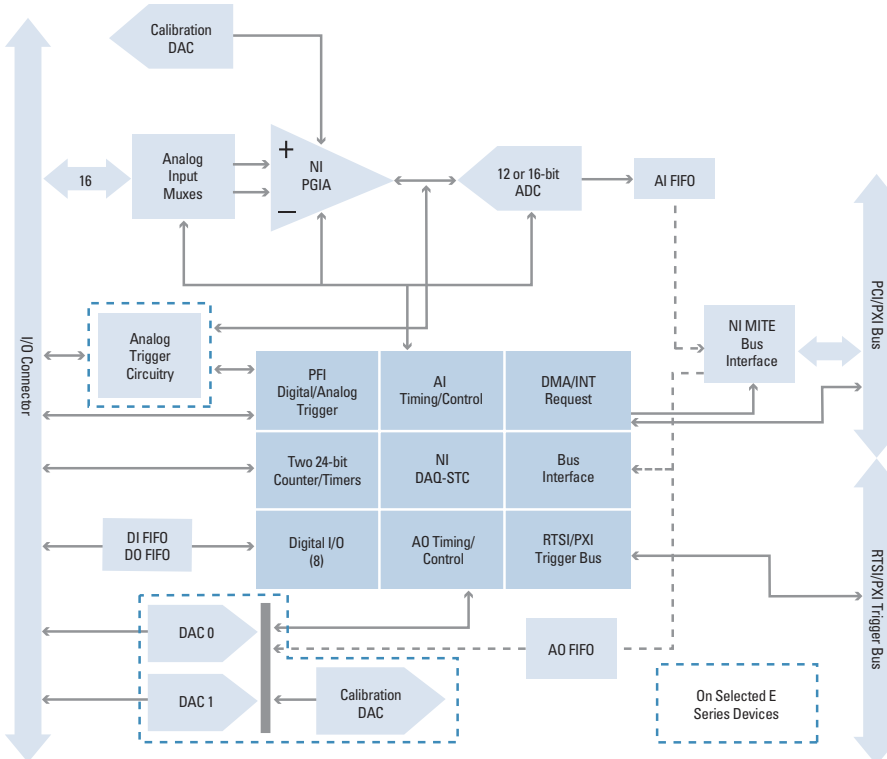 Calibration
DAC
16
Analog
Input
Muxes
+
—
NI
PGIA
12 or 16-bit
ADC
AI FIFO
I/O Connector
Analog
Trigger
Circuitry
NI MITE
Bus
Interface
PCI/PXI Bus
PFI
Digital/Analog
Trigger
AI
Timing/Control
DMA/INT
Request
Two 24-bit
Counter/Timers
NI
DAQ-STC
Bus
Interface
DI FIFO
DO FIFO
Digital I/O
(8)
AO Timing/
Control
RTSI/PXI
Trigger Bus
RTSI/PXI Trigger Bus
DAC 0
AO FIFO
DAC 1
Calibration
DAC
On Selected E
Series Devices